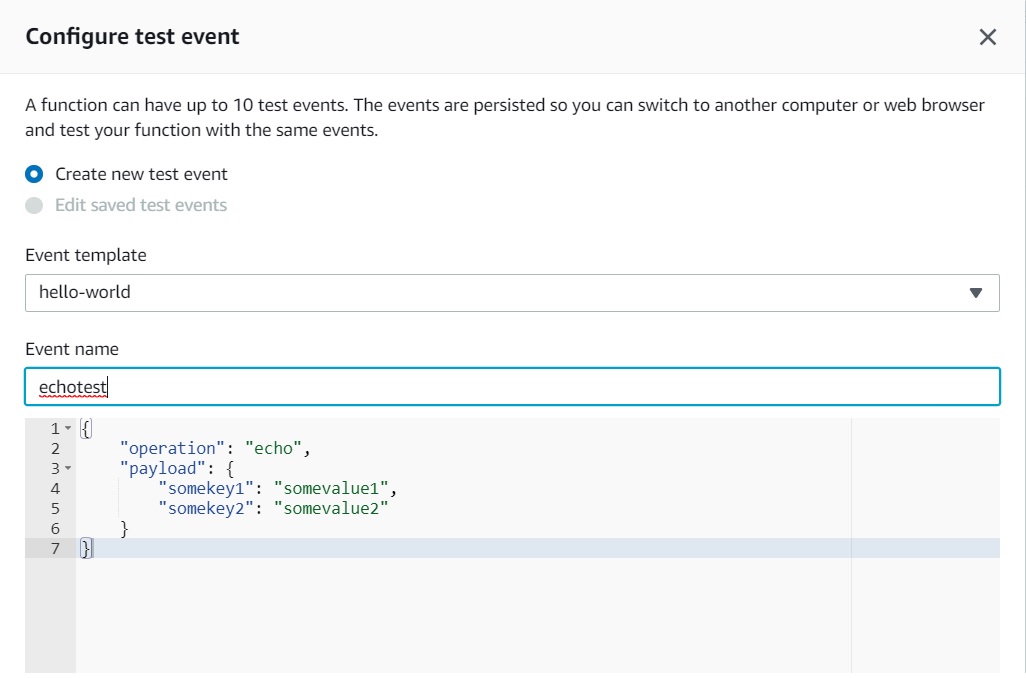 Configure test event
A function can have up to 10 test events. The events are persisted so you can switch to another computer or web browser
and test your function with the same events.
Create new test event
Edit saved test events
Event template
hello-world
Event name
echotest
1 {
2     "operation": "echo",
3     "payload": {
4         "somekey1": "somevalue1",
5         "somekey2": "somevalue2"
6     }
7 }